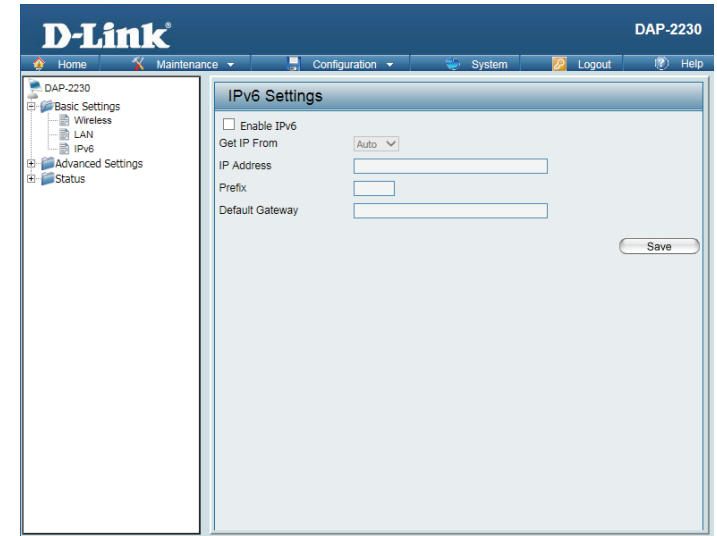 D-Link®
DAP-2230
Home
Maintenance
Configuration
System
Logout
Help
DAP-2230
Basic Settings
Wireless
LAN
IPv6
Advanced Settings
Status
IPv6 Settings
Enable IPv6
Get IP From Auto
IP Address
Prefix
Default Gateway
Save